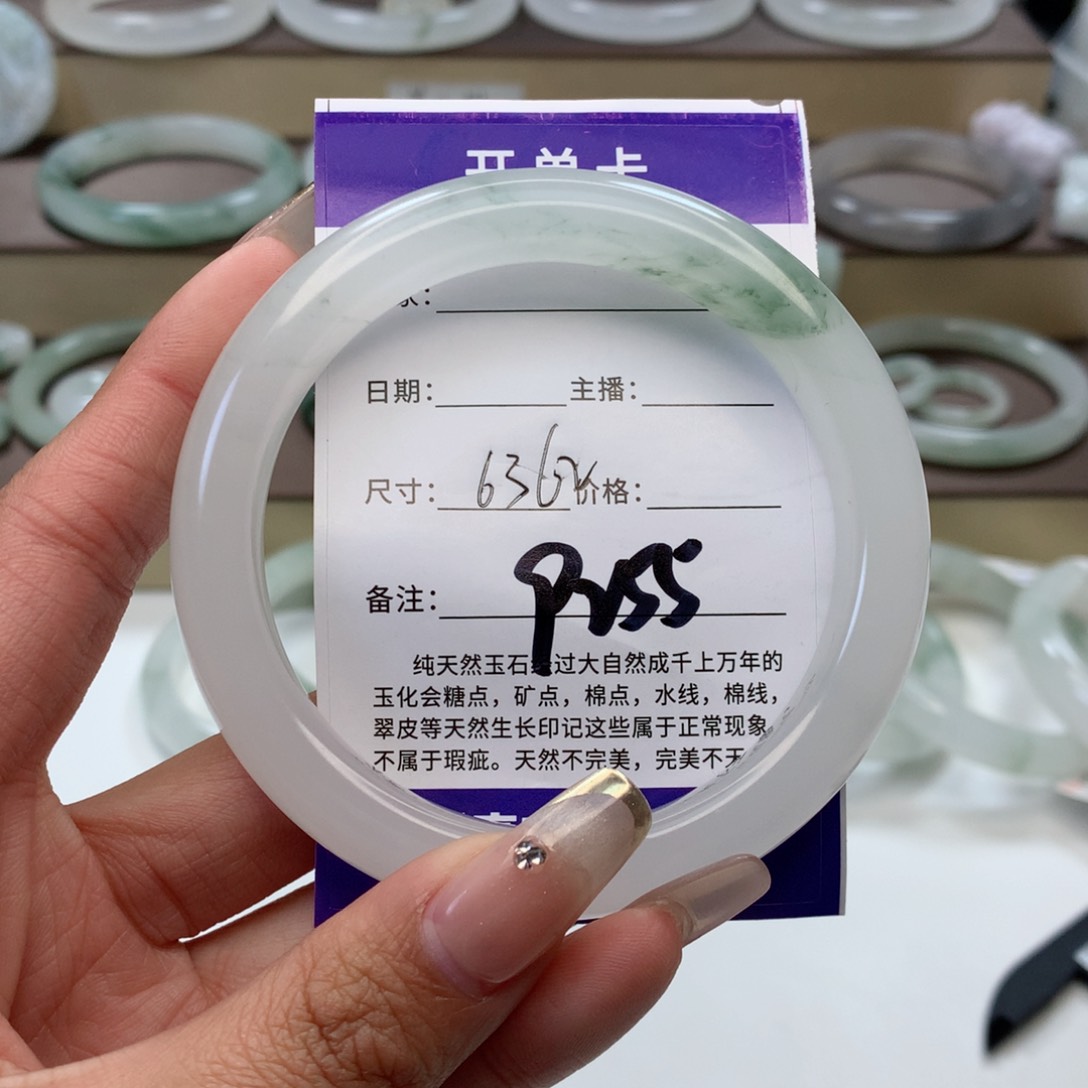 开单卡
日期： 主播：
尺寸： 价格：
备注：
纯天然玉石经过大自然成千上万年的
玉化会糖点，矿点，棉点，水线，棉线，
翠皮等天然生长印记这些属于正常现象
不属于瑕疵。天然不完美，完美不天